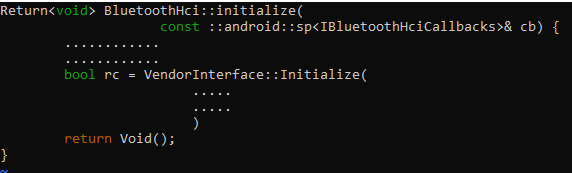 Return<void> BluetoothHci::initialize(
const ::android::sp<IBluetoothHciCallbacks>& cb) {
............
............
bool rc = VendorInterface::Initialize(
.....
.....
)
return Void();
}
~